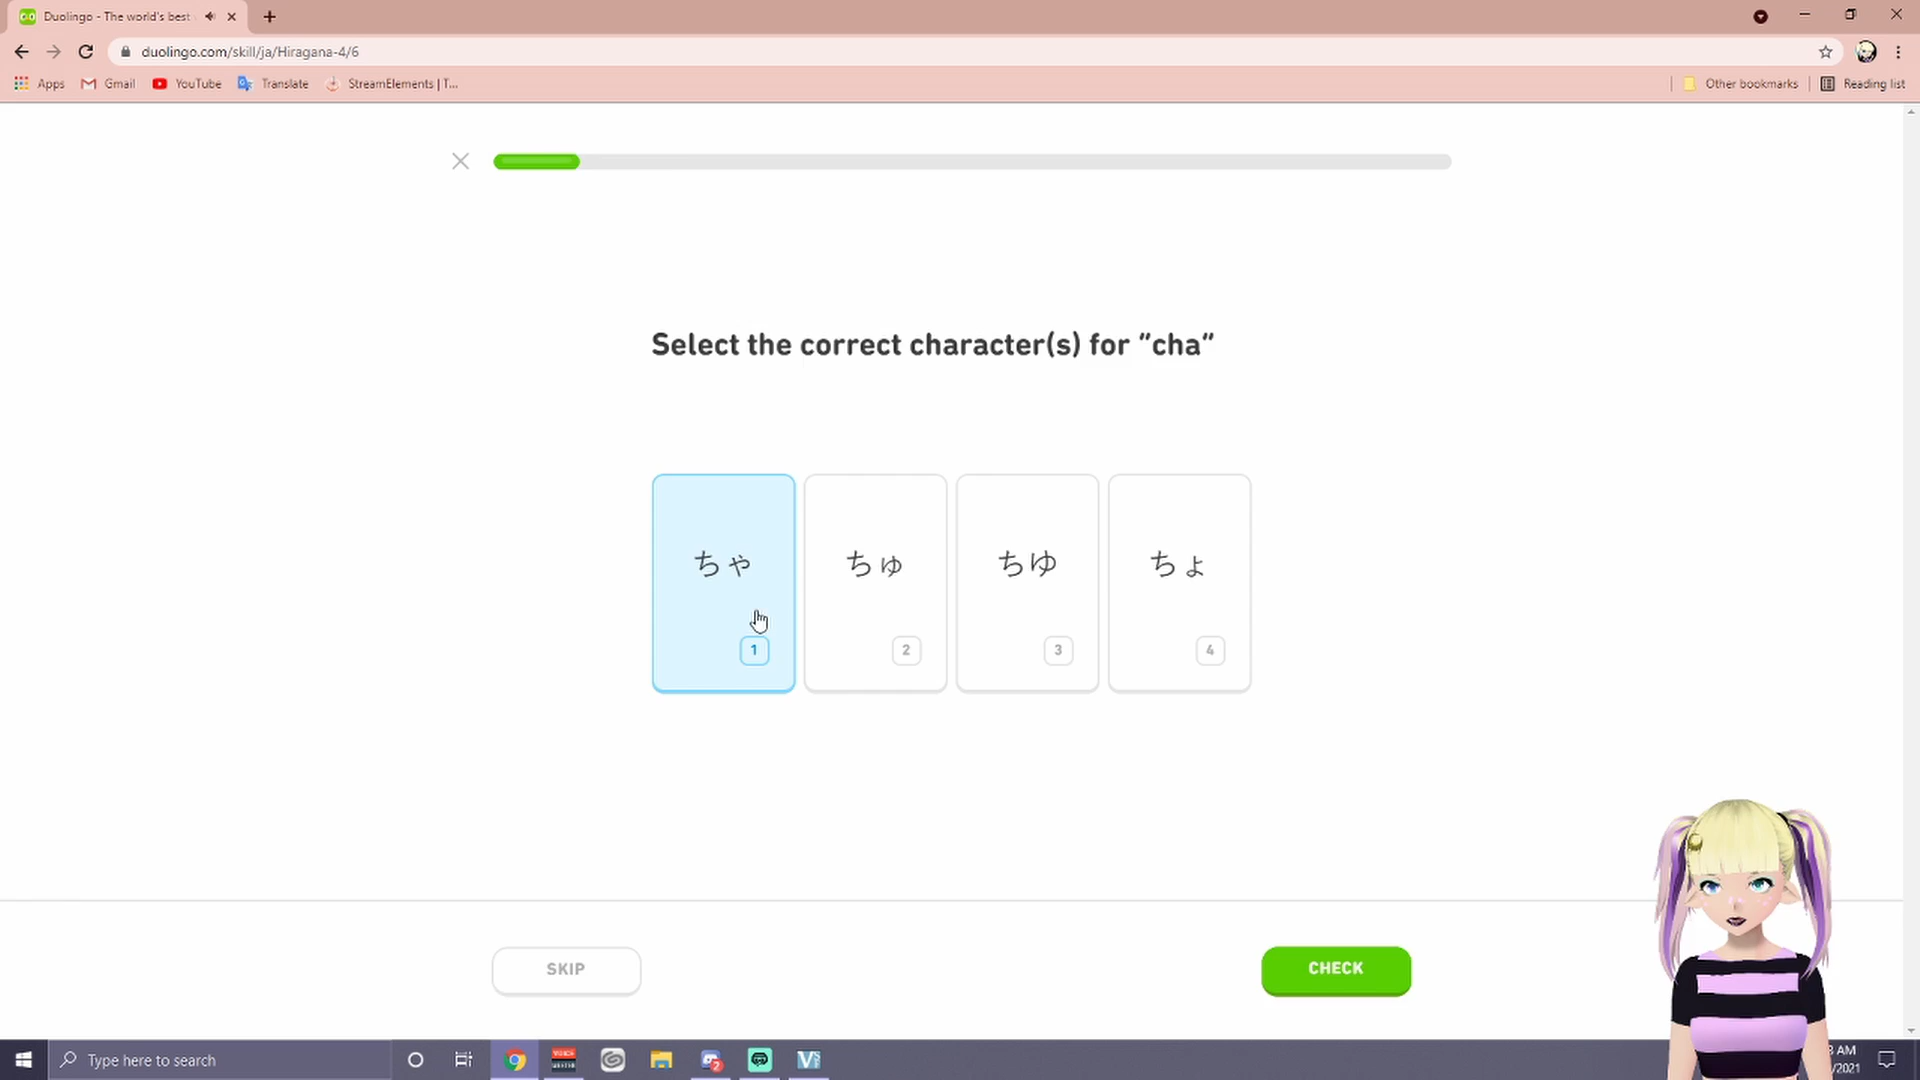 Duolingo - The world's best
duolingo.com/skill/ja/Hiragana-4/6
Apps Gmail YouTube Translate StreamElements | T... Other bookmarks Reading list
Select the correct character(s) for "cha"
ちゃ ちゅ ちゆ ちょ
1 2 3 4
SKIP CHECK
Type here to search
AM
/2021